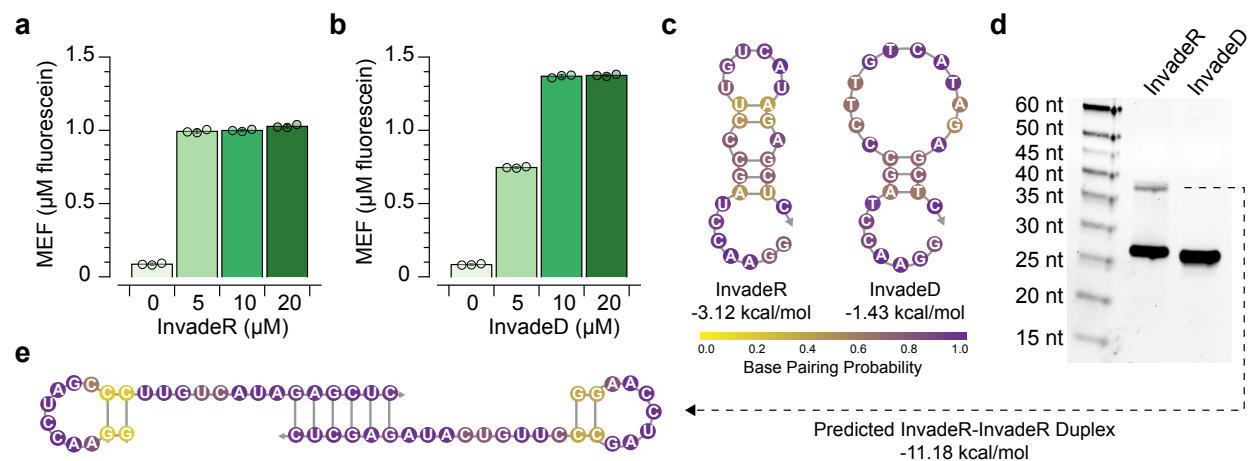 a
b
c
d
MEF (µM fluorescein)
1.5
1.0
0.5
0
0 5 10 20
InvadeR (µM)
MEF (µM fluorescein)
1.5
1.0
0.5
0
0 5 10 20
InvadeD (µM)
GGAACCUAGCCCUUGUCAUAGAGCUC
InvadeR
-3.12 kcal/mol
GGAACCTAGCCCTTGTCATAGAGCTC
InvadeD
-1.43 kcal/mol
0.0 0.2 0.4 0.6 0.8 1.0
Base Pairing Probability
InvadeR
InvadeD
60 nt
50 nt
45 nt
40 nt
35 nt
30 nt
25 nt
20 nt
15 nt
e
GGAACCUAGCCCUUGUCAUAGAGCUC
CUCGAGAUACUGUUCCCGAUCCAAGG
Predicted InvadeR-InvadeR Duplex
-11.18 kcal/mol